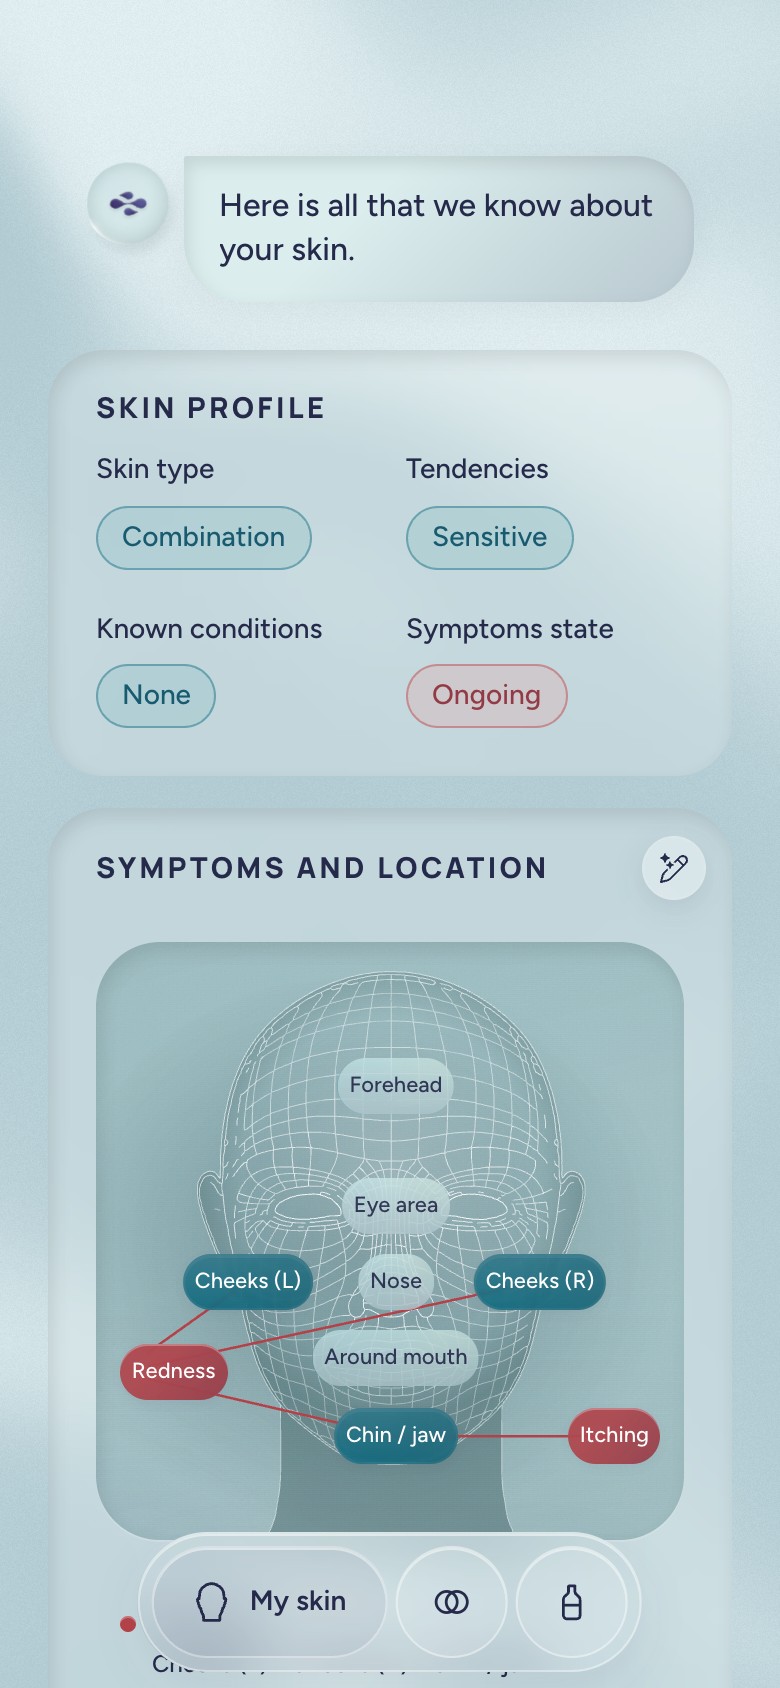 Here is all that we know about
your skin.
SKIN PROFILE
Skin type
Tendencies
Combination
Sensitive
Known conditions
Symptoms state
None
Ongoing
SYMPTOMS AND LOCATION
Forehead
Eye area
Cheeks (L)
Nose
Cheeks (R)
Around mouth
Redness
Chin / jaw
Itching
My skin